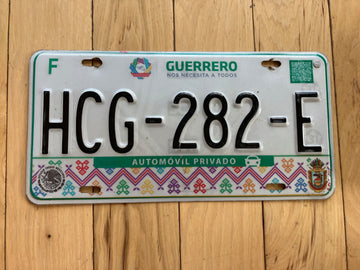 F
GUERRERO
NOS NECESITA A TODOS
HCG-282-E
AUTOMÓVIL PRIVADO